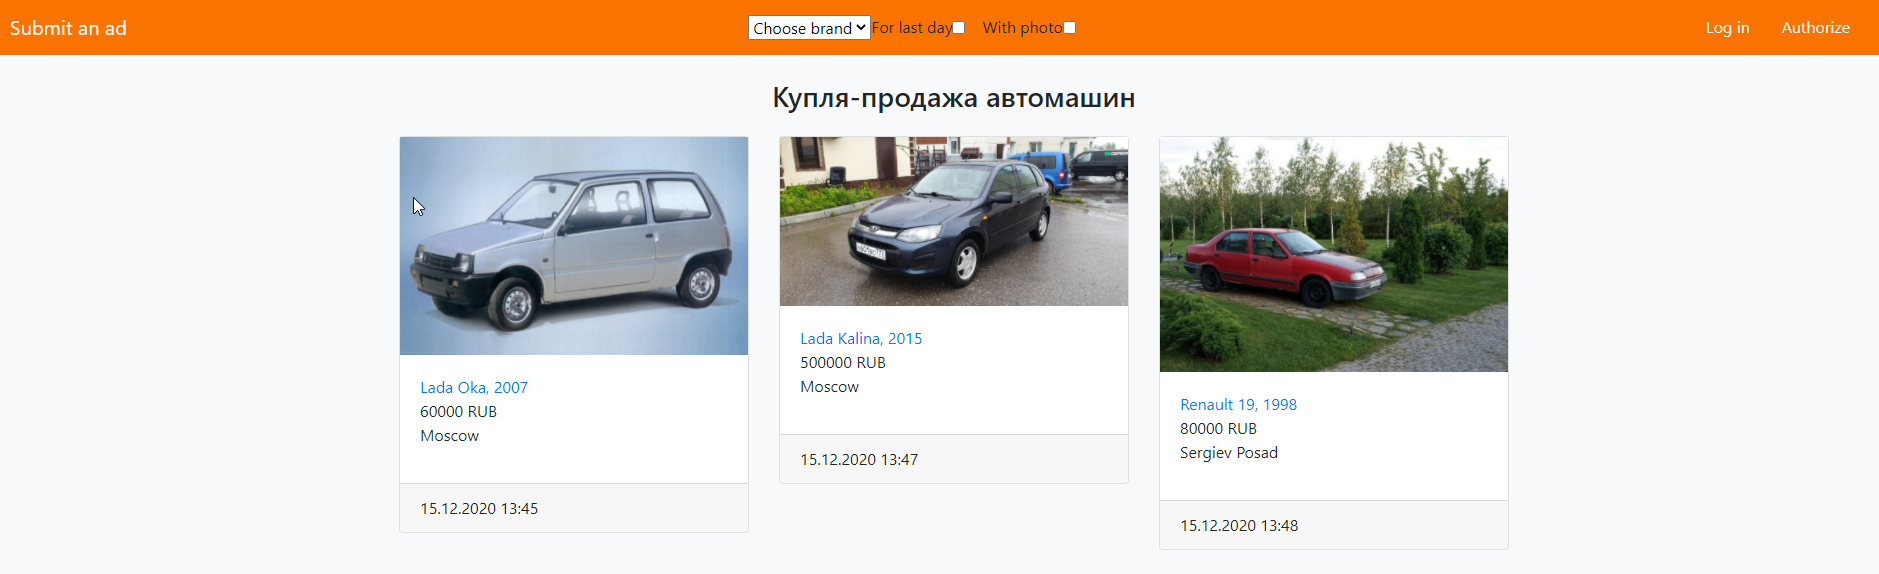 Submit an ad
Choose brand For last day With photo
Log in Authorize
Купля-продажа автомашин
Lada Oka, 2007
60000 RUB
Moscow
15.12.2020 13:45
Lada Kalina, 2015
500000 RUB
Moscow
15.12.2020 13:47
Renault 19, 1998
80000 RUB
Sergiev Posad
15.12.2020 13:48